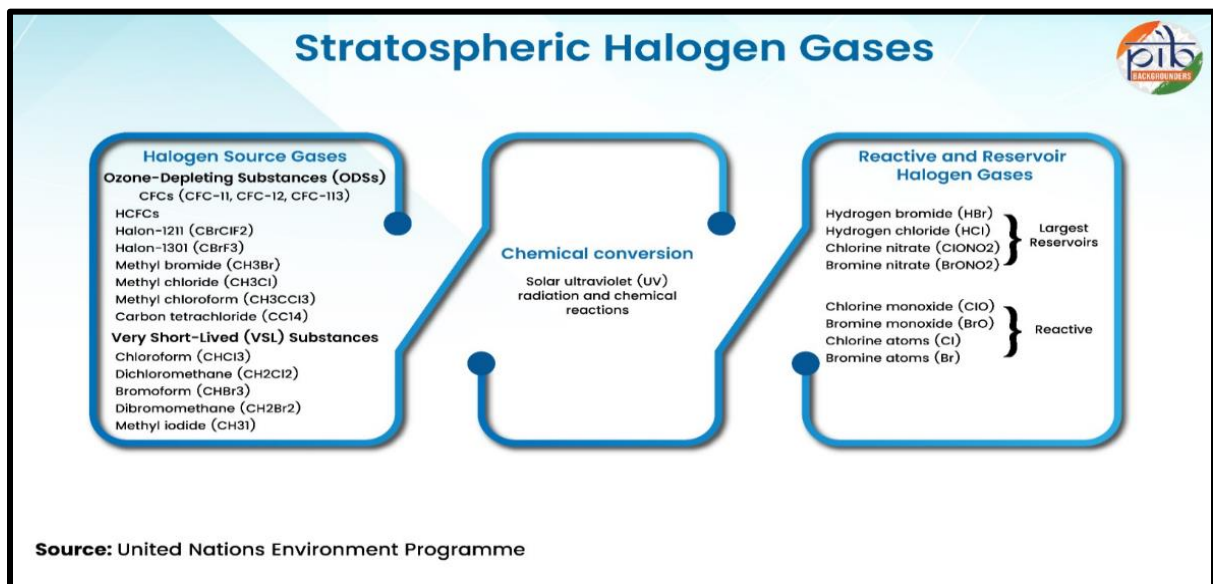 Stratospheric Halogen Gases
pib
BACKGROUNDERS
Halogen Source Gases
Ozone-Depleting Substances (ODSs)
CFCs (CFC-11, CFC-12, CFC-113)
HCFCs
Halon-1211 (CBrClF2)
Halon-1301 (CBrF3)
Methyl bromide (CH3Br)
Methyl chloride (CH3Cl)
Methyl chloroform (CH3CCl3)
Carbon tetrachloride (CC14)
Very Short-Lived (VSL) Substances
Chloroform (CHCl3)
Dichloromethane (CH2Cl2)
Bromoform (CHBr3)
Dibromomethane (CH2Br2)
Methyl iodide (CH31)
Chemical conversion
Solar ultraviolet (UV)
radiation and chemical
reactions
Reactive and Reservoir
Halogen Gases
Hydrogen bromide (HBr)
Hydrogen chloride (HCl)
Chlorine nitrate (ClONO2)
Bromine nitrate (BrONO2)
Largest
Reservoirs
Chlorine monoxide (ClO)
Bromine monoxide (BrO)
Chlorine atoms (Cl)
Bromine atoms (Br)
Reactive
Source: United Nations Environment Programme